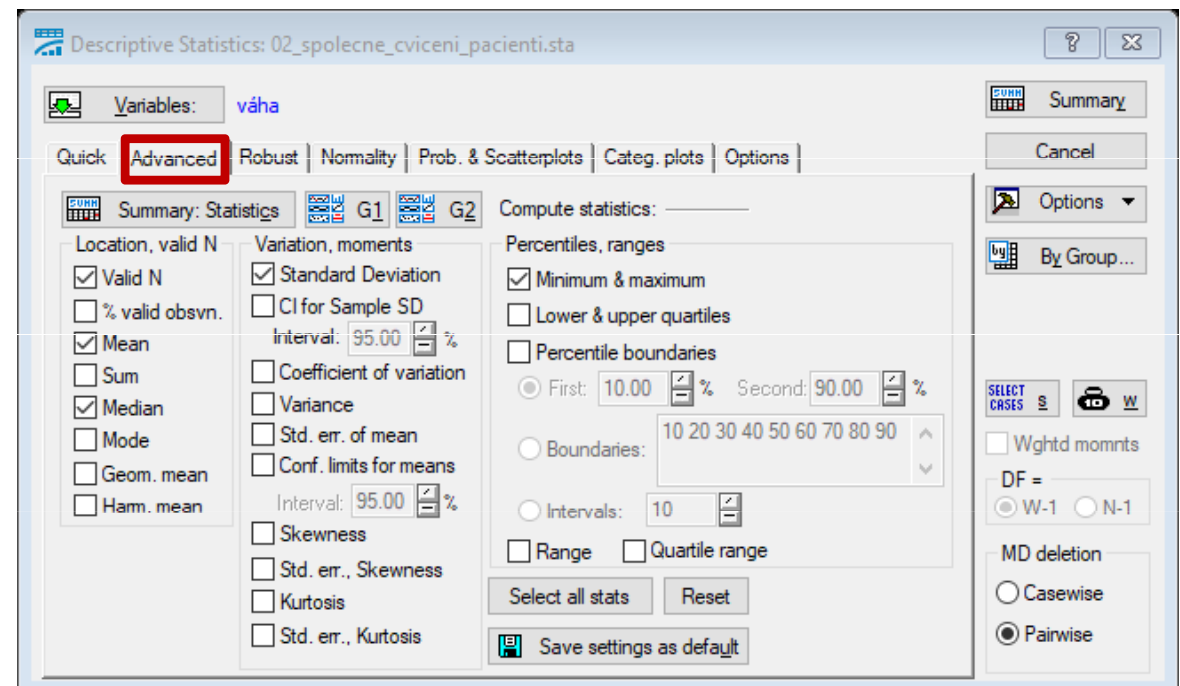 Descriptive Statistics: 02_spolecne_cviceni_pacienti.sta
Variables: váha
Quick Advanced Robust Normality Prob. & Scatterplots Categ. plots Options
Summary: Statistics G1 G2 Compute statistics:
Location, valid N
Valid N
% valid obsvn.
Mean
Sum
Median
Mode
Geom. mean
Harm. mean
Variation, moments
Standard Deviation
CI for Sample SD
Interval: 95.00 %
Coefficient of variation
Variance
Std. err. of mean
Conf. limits for means
Interval: 95.00 %
Skewness
Std. err., Skewness
Kurtosis
Std. err., Kurtosis
Percentiles, ranges
Minimum & maximum
Lower & upper quartiles
Percentile boundaries
First: 10.00 % Second: 90.00 %
Boundaries: 10 20 30 40 50 60 70 80 90
Intervals: 10
Range Quartile range
Select all stats Reset
Save settings as default
? 
SUMM Summary
Cancel
Options
by By Group...
SELECT CASES S W
Wghtd momnts
DF =
W-1 N-1
MD deletion
Casewise
Pairwise